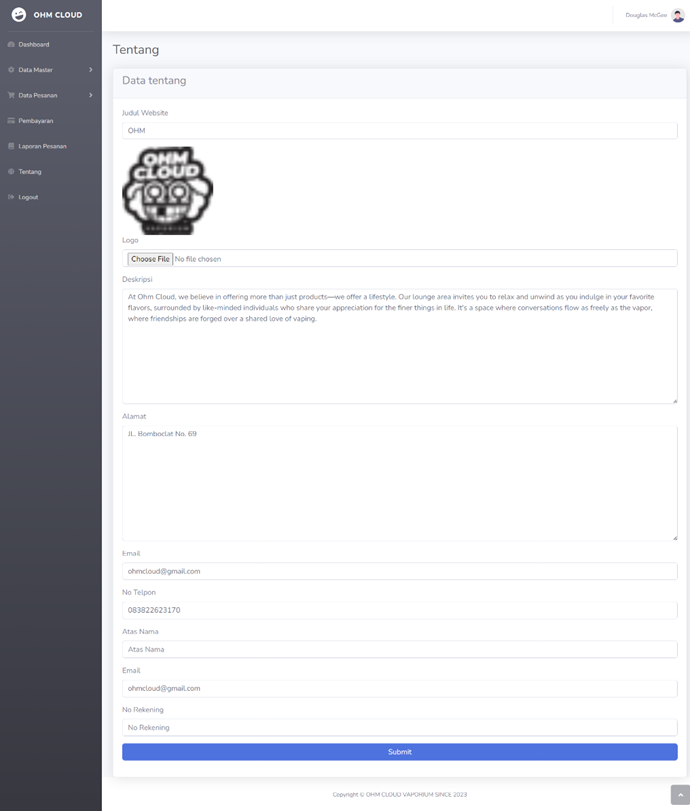 OHM CLOUD
Douglas McGee
Dashboard
Data Master
Data Pesanan
Pembayaran
Laporan Pesanan
Tentang
Logout
Tentang
Data tentang
Judul Website
OHM
OHM
CLOUD
Logo
Choose File No file chosen
Deskripsi
At Ohm Cloud, we believe in offering more than just products—we offer a lifestyle. Our lounge area invites you to relax and unwind as you indulge in your favorite
flavors, surrounded by like-minded individuals who share your appreciation for the finer things in life. It's a space where conversations flow as freely as the vapor,
where friendships are forged over a shared love of vaping.
Alamat
JL. Bomboclat No. 69
Email
ohmcloud@gmail.com
No Telpon
083822623170
Atas Nama
Atas Nama
Email
ohmcloud@gmail.com
No Rekening
No Rekening
Submit
Copyright © OHM CLOUD VAPORIUM SINCE 2023